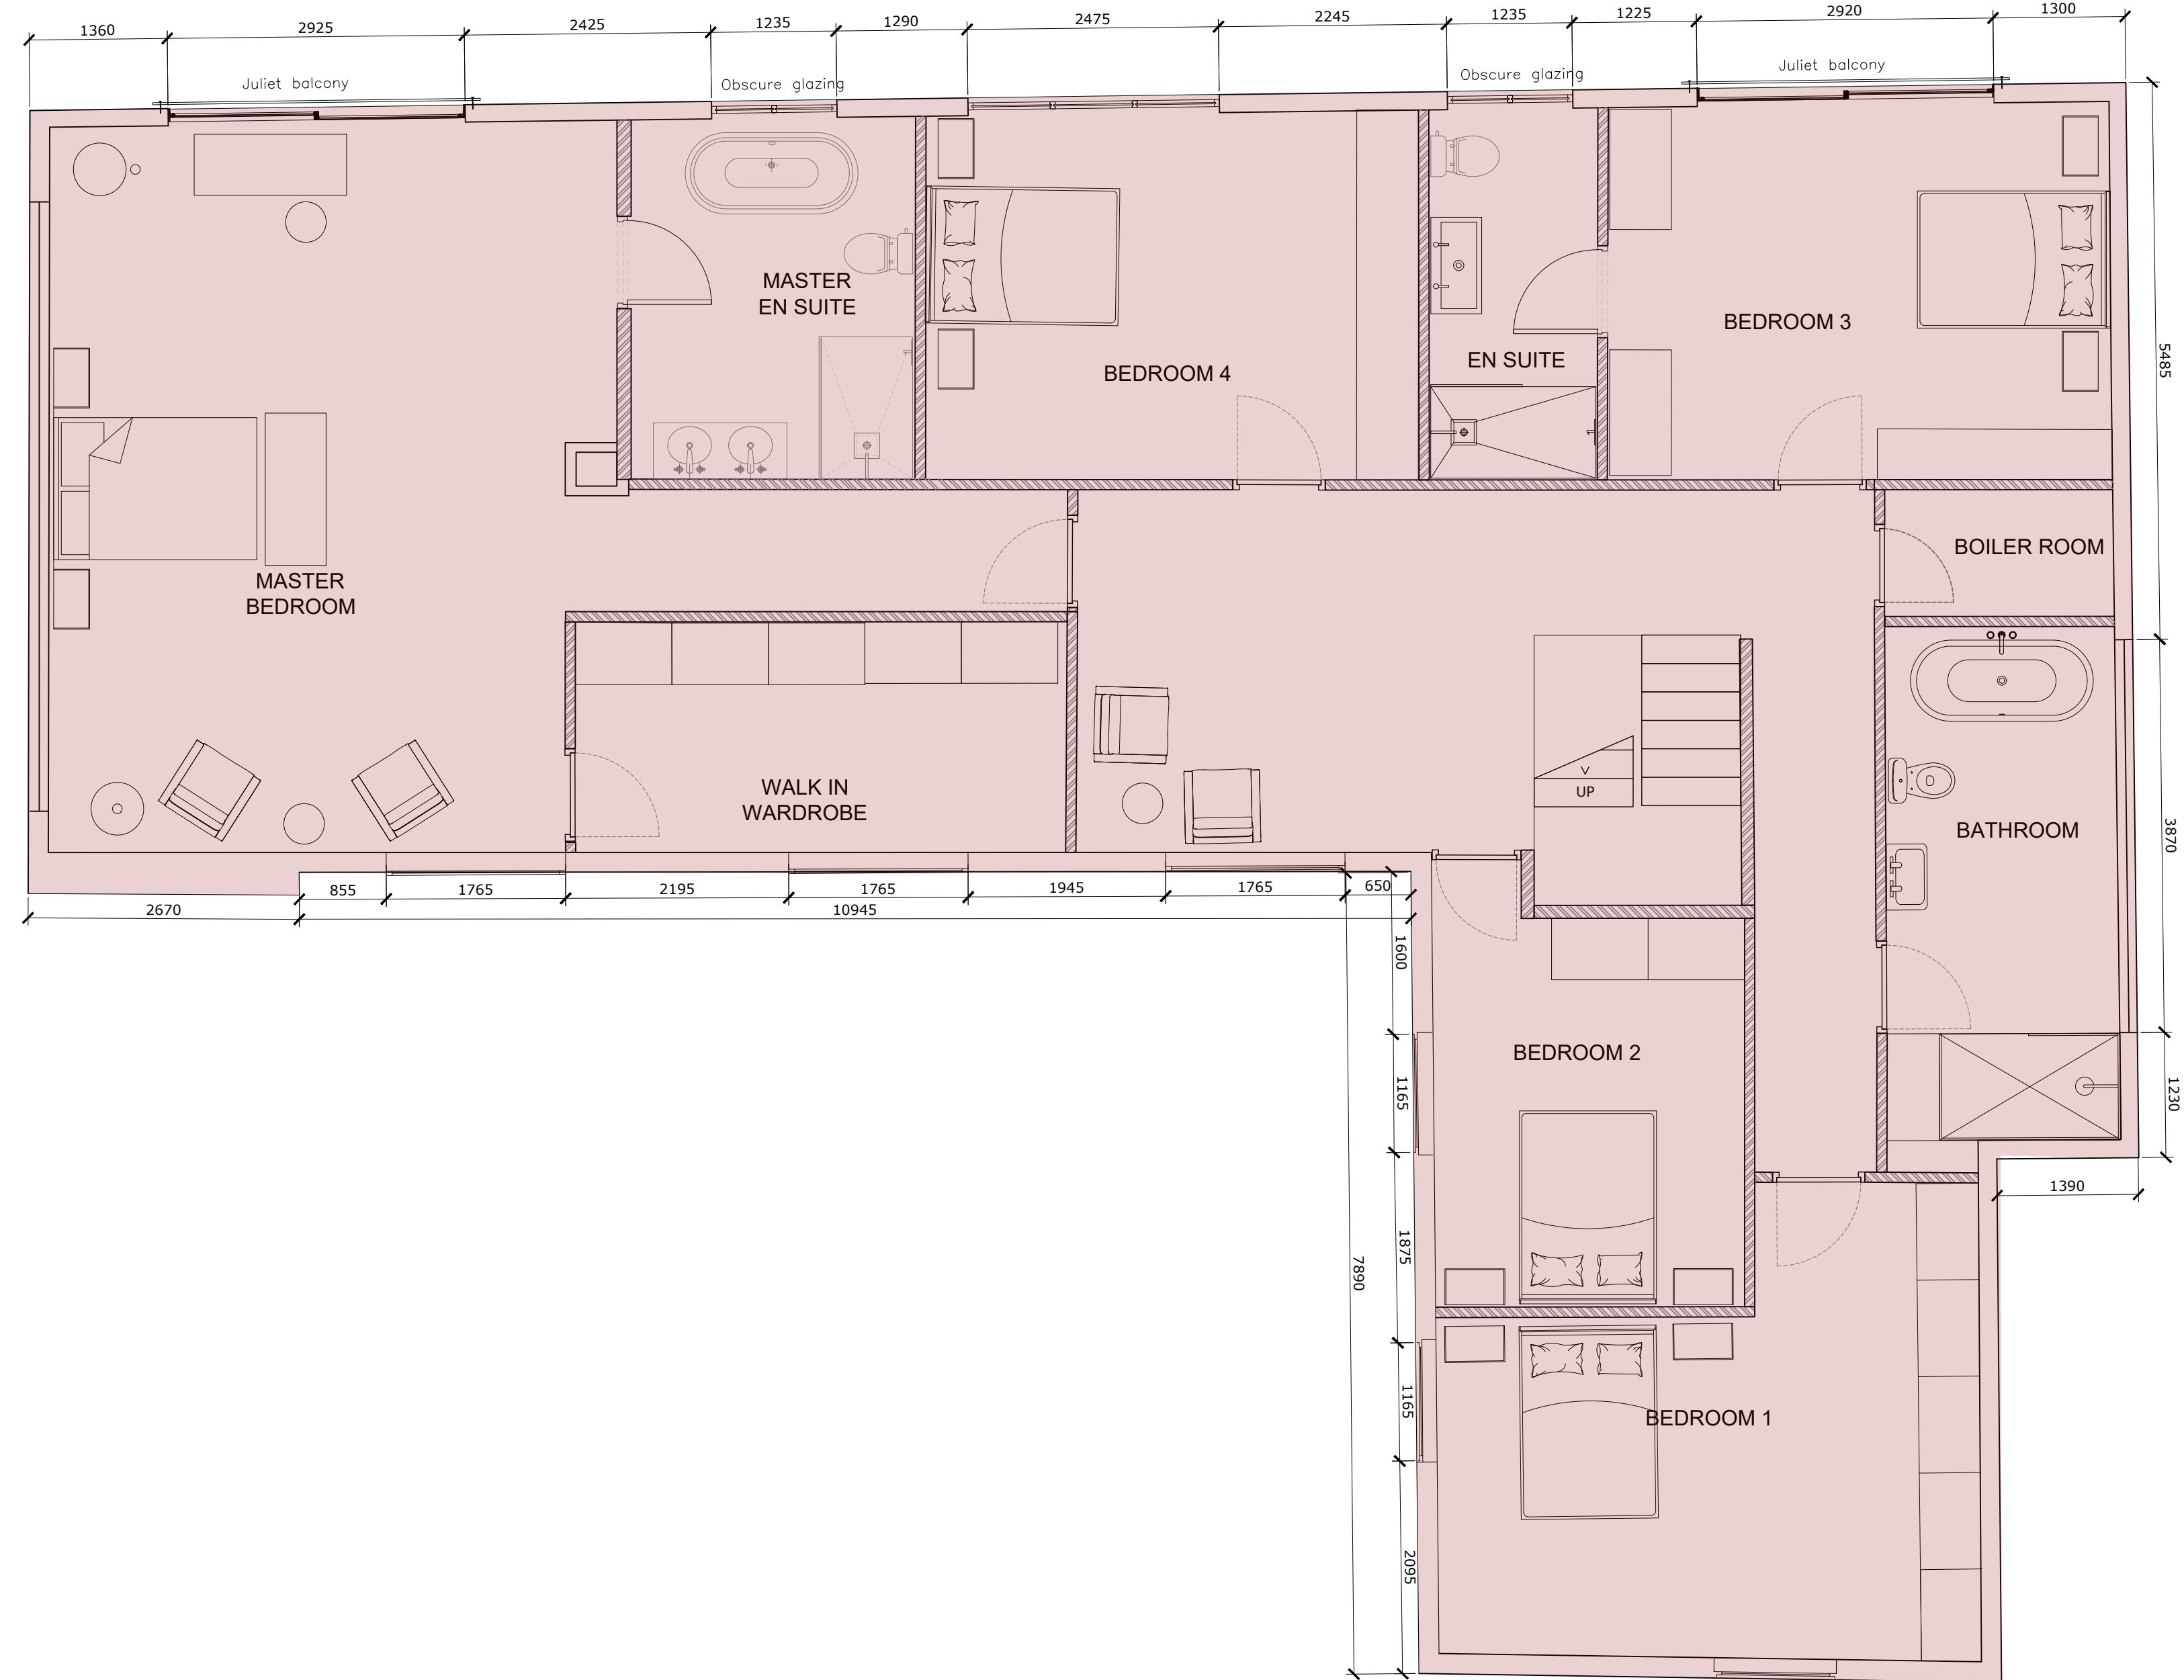 1360
2925
2425
1235
1290
2475
2245
1235
1225
2920
1300
Juliet balcony
Obscure glazing
Obscure glazing
Juliet balcony
MASTER
EN SUITE
BEDROOM 4
EN SUITE
BEDROOM 3
5485
MASTER
BEDROOM
BOILER ROOM
WALK IN
WARDROBE
V
UP
BATHROOM
3870
855
1765
2195
1765
1945
1765
650
2670
10945
1600
BEDROOM 2
1165
1230
1390
1875
7890
1165
BEDROOM 1
2095